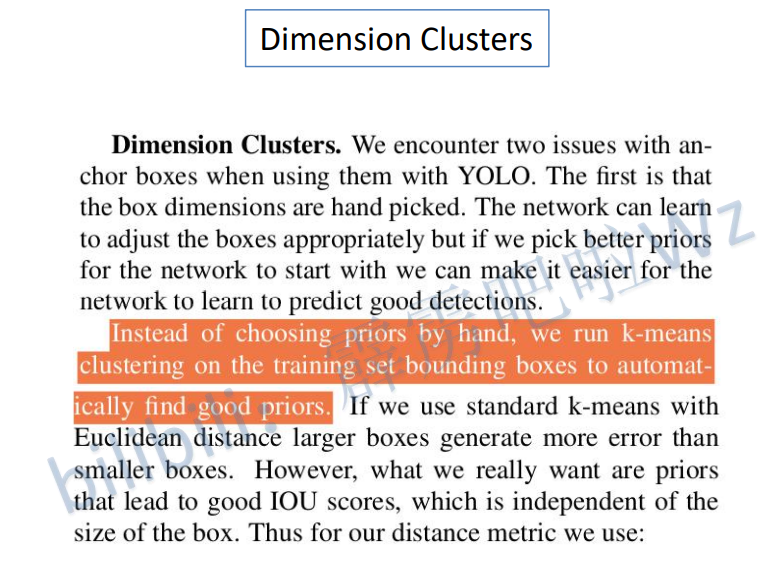 Dimension Clusters
Dimension Clusters. We encounter two issues with an-
chor boxes when using them with YOLO. The first is that
the box dimensions are hand picked. The network can learn
to adjust the boxes appropriately but if we pick better priors
for the network to start with we can make it easier for the
network to learn to predict good detections.
Instead of choosing priors by hand, we run k-means
clustering on the training set bounding boxes to automat-
ically find good priors. If we use standard k-means with
Euclidean distance larger boxes generate more error than
smaller boxes. However, what we really want are priors
that lead to good IOU scores, which is independent of the
size of the box. Thus for our distance metric we use:
bilibili: 霹雳吧啦Wz